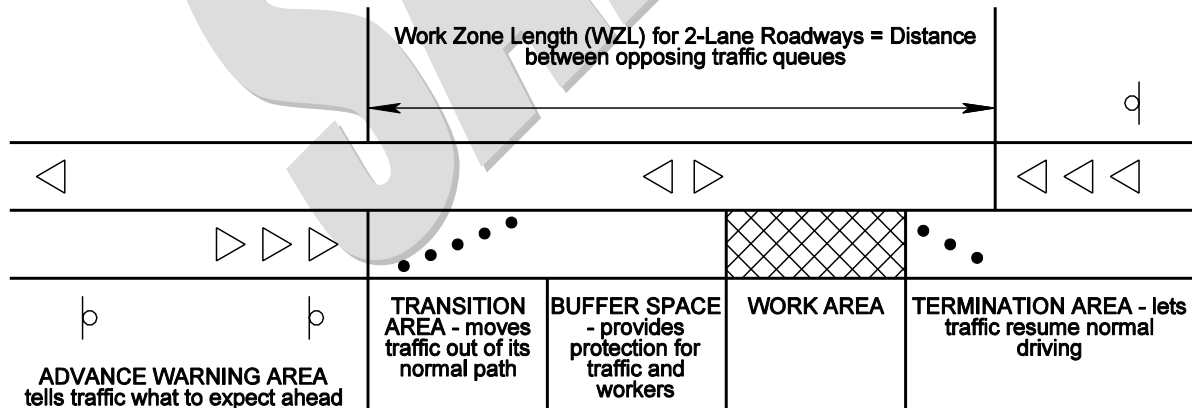 Work Zone Length (WZL) for 2-Lane Roadways = Distance
between opposing traffic queues
TRANSITION
AREA - moves
traffic out of its
normal path
BUFFER SPACE
- provides
protection for
traffic and
workers
WORK AREA
TERMINATION AREA - lets
traffic resume normal
driving
ADVANCE WARNING AREA
tells traffic what to expect ahead